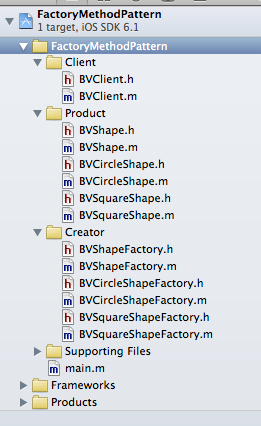 FactoryMethodPattern
1 target, iOS SDK 6.1
FactoryMethodPattern
Client
h BVClient.h
m BVClient.m
Product
h BVShape.h
m BVShape.m
h BVCircleShape.h
m BVCircleShape.m
h BVSquareShape.h
m BVSquareShape.m
Creator
h BVShapeFactory.h
m BVShapeFactory.m
h BVCircleShapeFactory.h
m BVCircleShapeFactory.m
h BVSquareShapeFactory.h
m BVSquareShapeFactory.m
Supporting Files
m main.m
Frameworks
Products